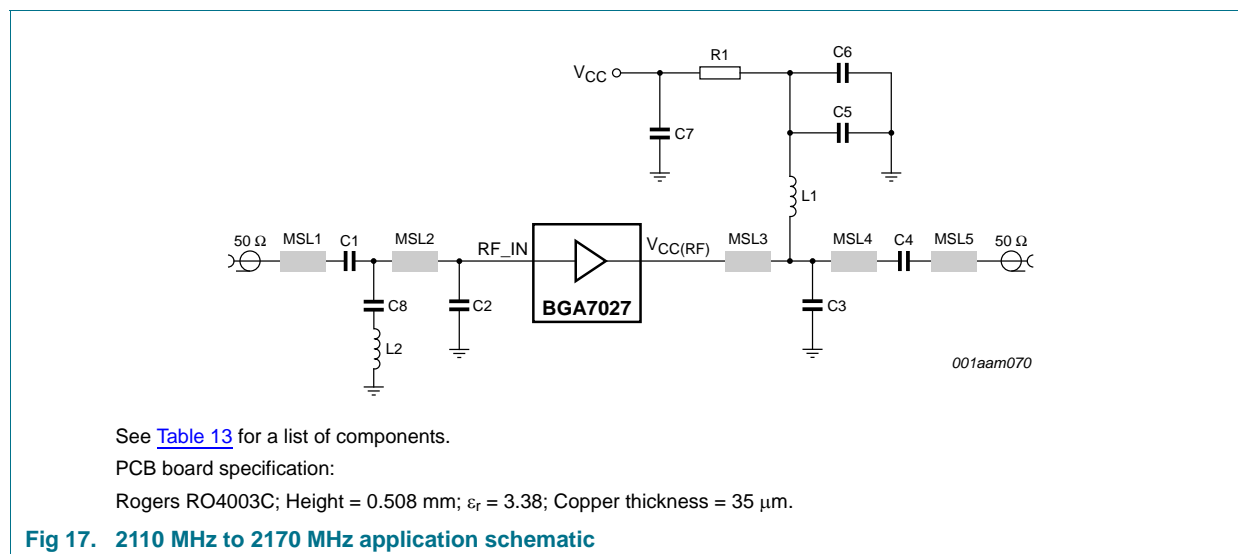 C6
R1
VCC
C5
C7
L1
50 Ω MSL1 C1 MSL2 RF_IN VCC(RF) MSL3 MSL4 C4 MSL5 50 Ω
C8 C2 BGA7027 C3
L2
001aam070
See Table 13 for a list of components.
PCB board specification:
Rogers RO4003C; Height = 0.508 mm; εr = 3.38; Copper thickness = 35 μm.
Fig 17. 2110 MHz to 2170 MHz application schematic